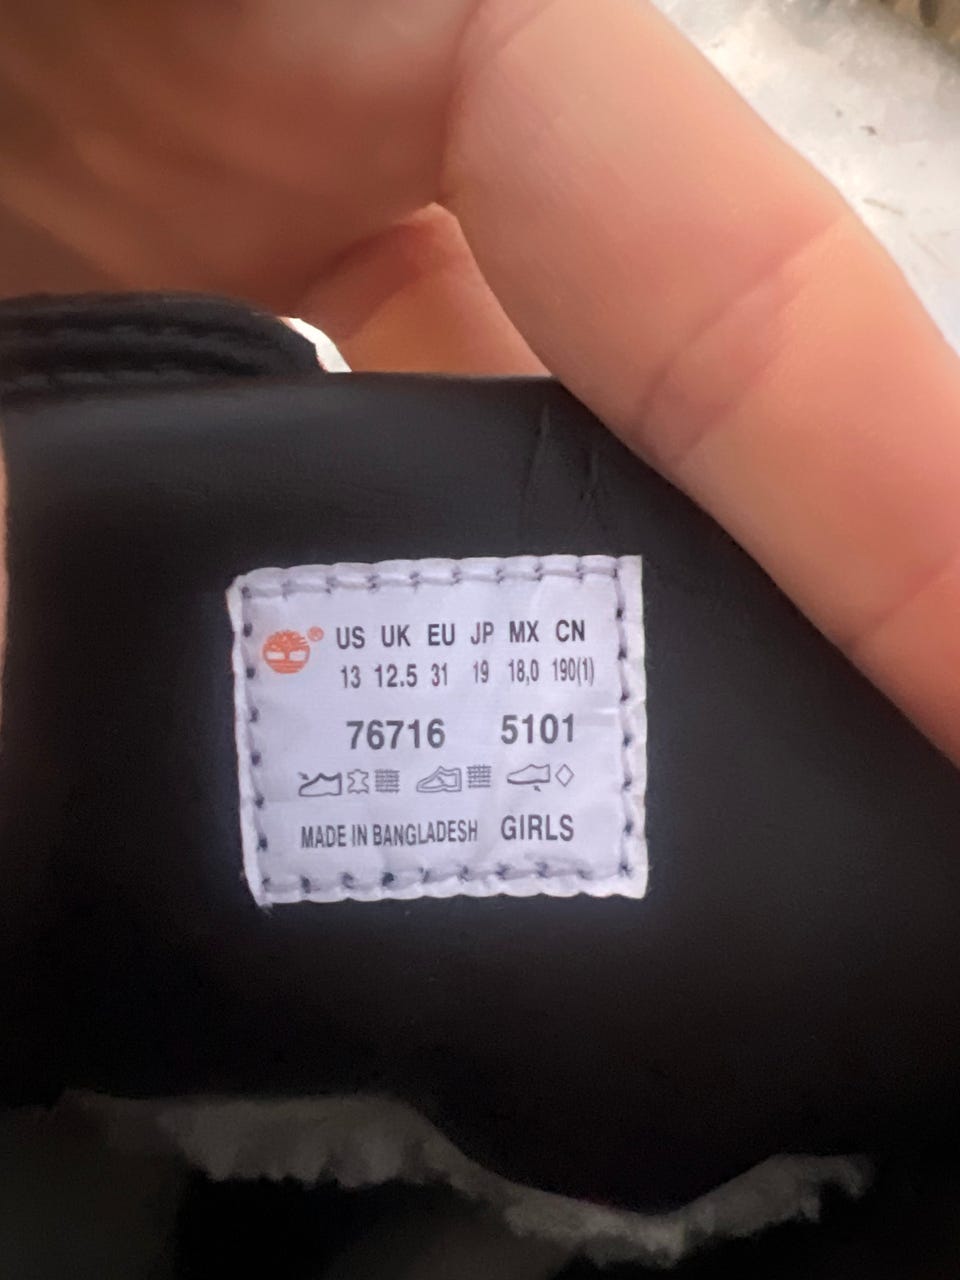 ® US UK EU JP MX CN
13 12.5 31 19 18,0 190(1)
76716 5101
MADE IN BANGLADESH GIRLS